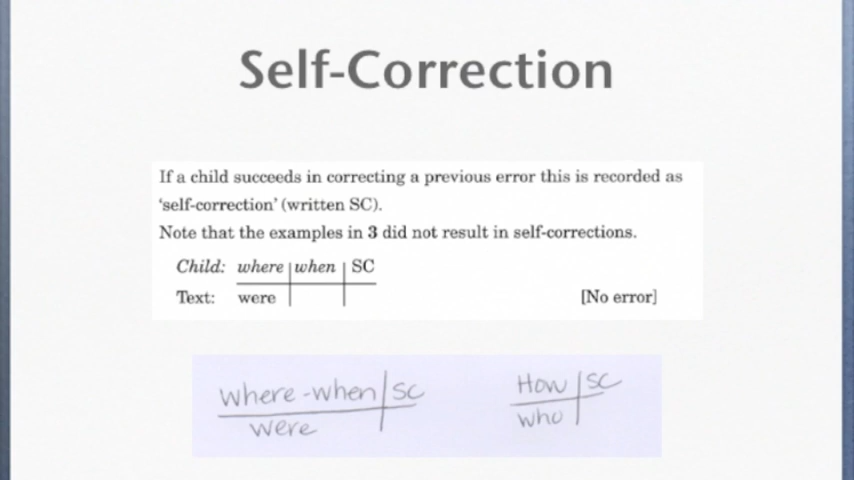 Self-Correction
If a child succeeds in correcting a previous error this is recorded as
‘self-correction’ (written SC).
Note that the examples in 3 did not result in self-corrections.
Child: where | when | SC
Text: were [No error]
where-when | SC How | SC
were who